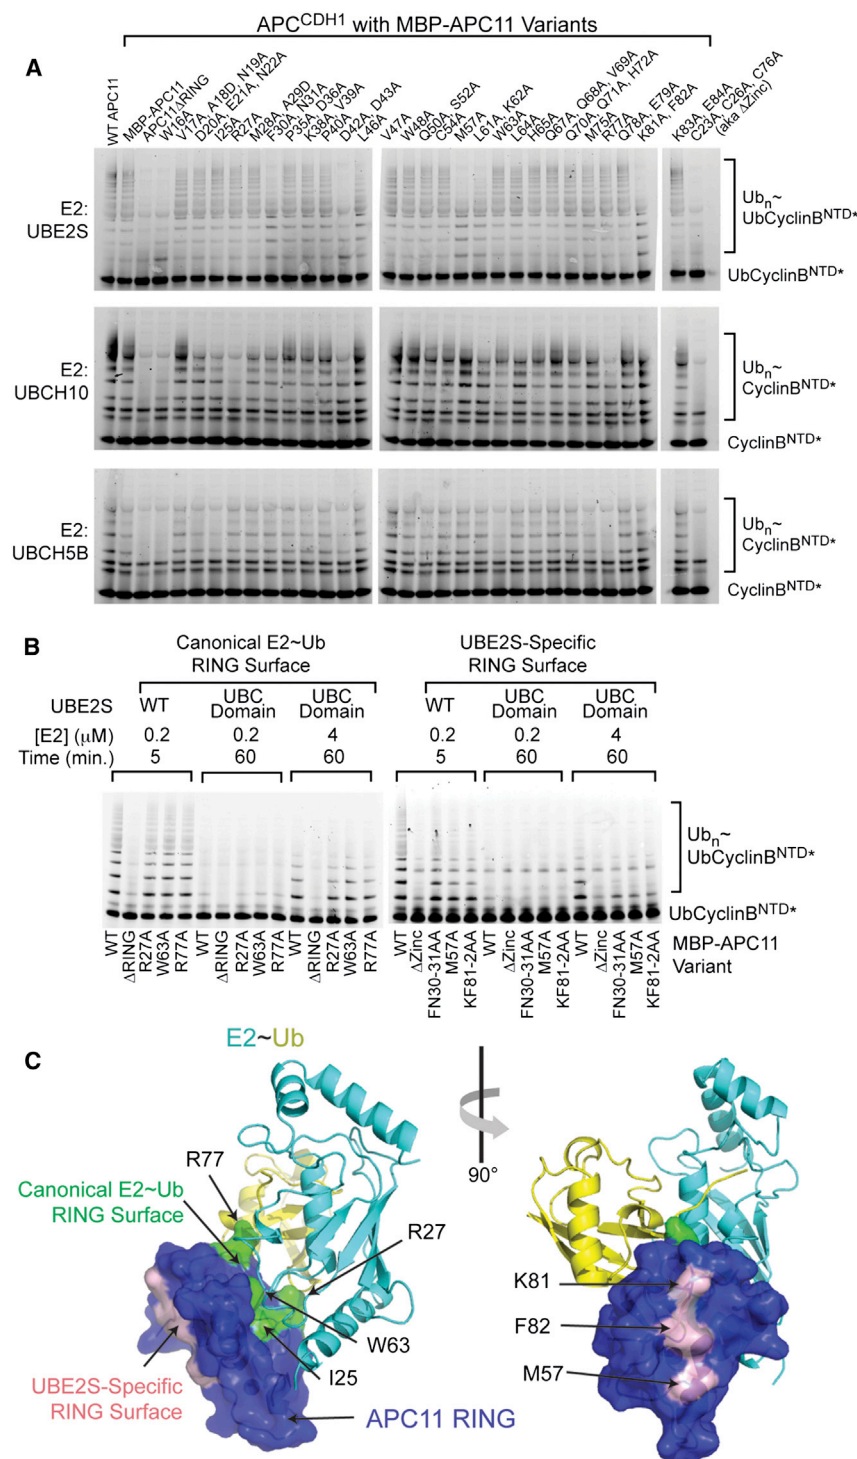 APC^CDH1 with MBP-APC11 Variants
A
WT APC11
MBP-APC11
APC11ΔRING
W16A
V17A, A18D, N19A
D20A, E21A, N22A
I25A
R27A
M28A, A29D
F30A, N31A
P35A, D36A
K38A, V39A
P40A
D42A, D43A
L46A
V47A
W48A
Q50A, S52A
C54A
M57A
L61A, K62A
W63A
L64A
H65A
Q67A, Q68A, V69A
Q70A, Q71A, H72A
M75A
R77A
Q78A, E79A
K81A, F82A
K83A, E84A
C23A, C26A, C76A
(aka ΔZinc)
E2:
UBE2S
Ubn~
UbCyclinB^NTD*
UbCyclinB^NTD*
E2:
UBCH10
Ubn~
CyclinB^NTD*
CyclinB^NTD*
E2:
UBCH5B
Ubn~
CyclinB^NTD*
CyclinB^NTD*
B
Canonical E2~Ub
RING Surface
UBE2S-Specific
RING Surface
UBE2S WT UBC Domain UBC Domain WT UBC Domain UBC Domain
[E2] (μM) 0.2 0.2 4 0.2 0.2 4
Time (min.) 5 60 60 5 60 60
Ubn~
UbCyclinB^NTD*
UbCyclinB^NTD*
WT ΔRING R27A W63A R77A WT ΔRING R27A W63A R77A WT ΔRING R27A W63A R77A WT ΔZinc FN30-31AA M57A KF81-2AA WT ΔZinc FN30-31AA M57A KF81-2AA WT ΔZinc FN30-31AA M57A KF81-2AA
MBP-APC11
Variant
C
E2~Ub
90°
R77
Canonical E2~Ub
RING Surface
R27
W63
I25
UBE2S-Specific
RING Surface
APC11 RING
K81
F82
M57